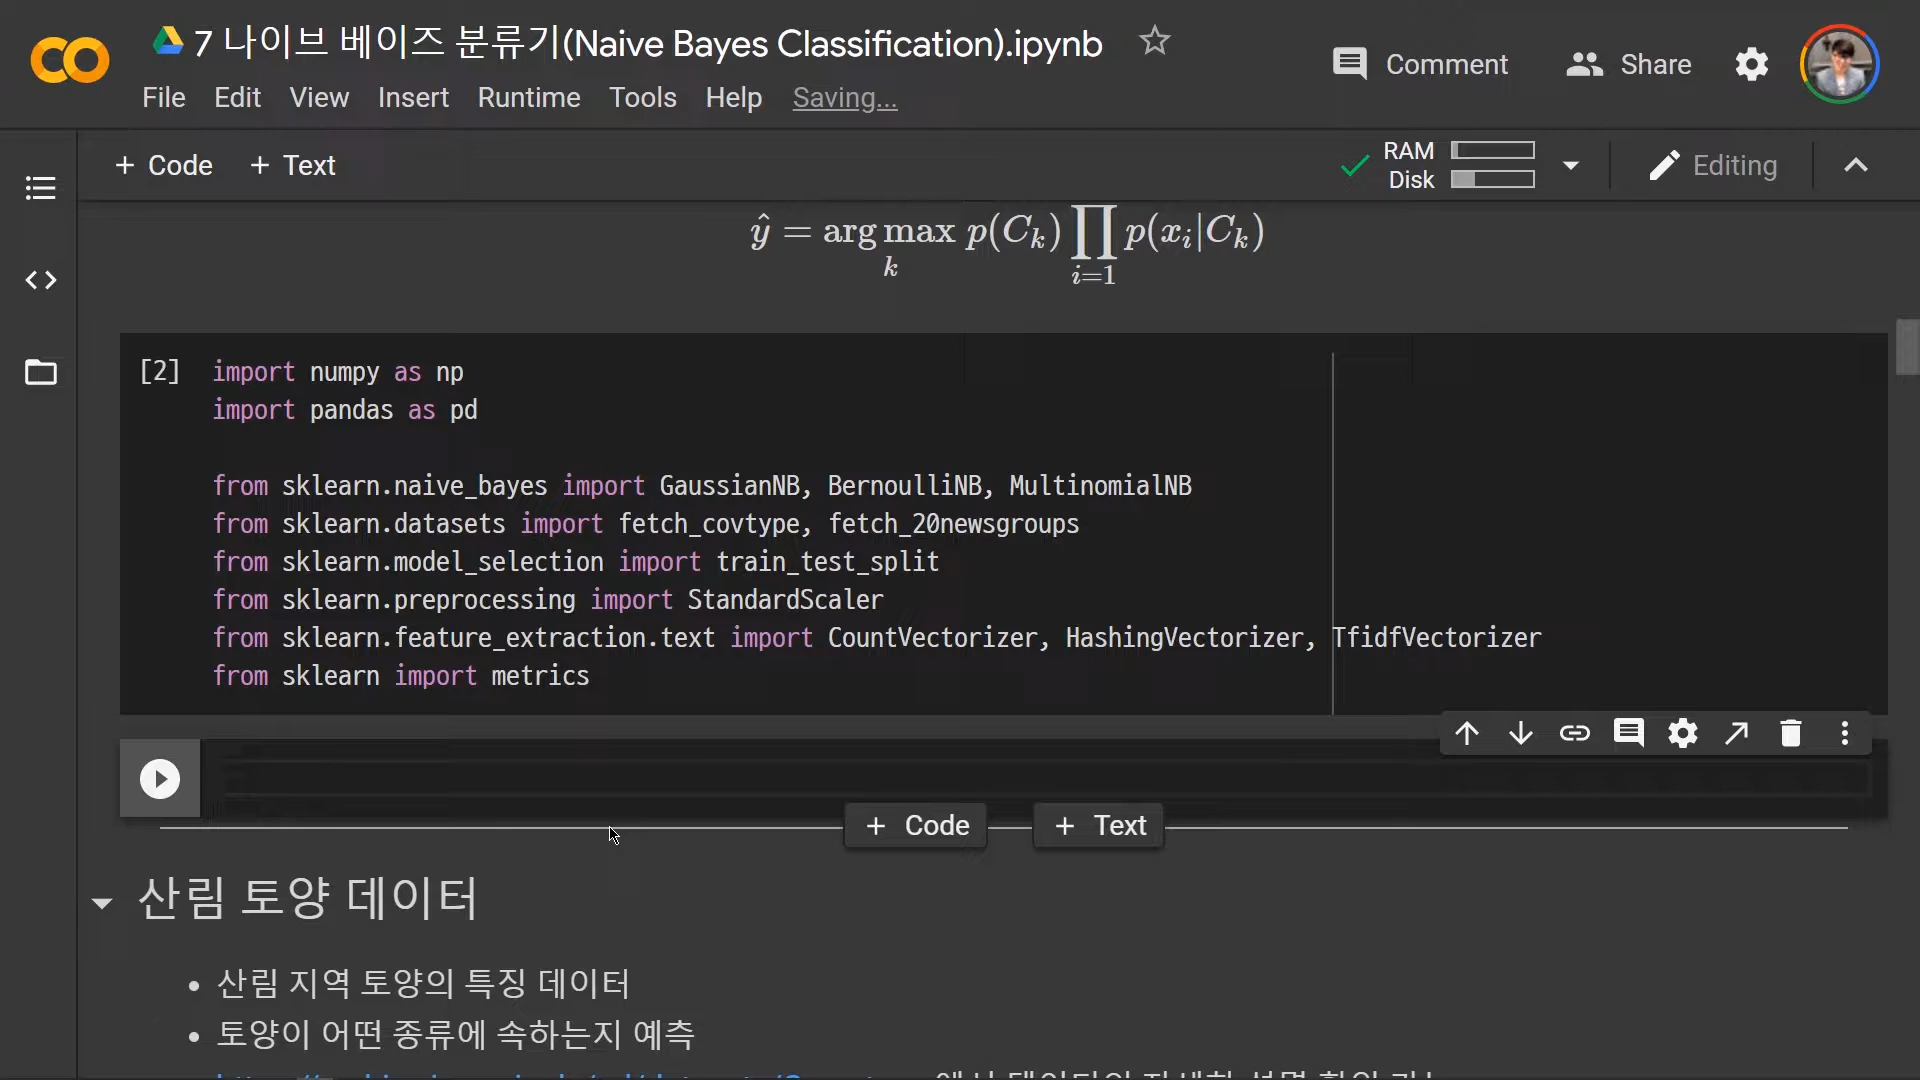 7 나이브 베이즈 분류기(Naive Bayes Classification).ipynb
Comment
Share
File Edit View Insert Runtime Tools Help Saving...
+ Code + Text
RAM
Disk
Editing
ŷ = arg max p(C_k) ∏ p(x_i|C_k)
k
i=1
[2] import numpy as np
import pandas as pd
from sklearn.naive_bayes import GaussianNB, BernoulliNB, MultinomialNB
from sklearn.datasets import fetch_covtype, fetch_20newsgroups
from sklearn.model_selection import train_test_split
from sklearn.preprocessing import StandardScaler
from sklearn.feature_extraction.text import CountVectorizer, HashingVectorizer, TfidfVectorizer
from sklearn import metrics
+ Code + Text
산림 토양 데이터
• 산림 지역 토양의 특징 데이터
• 토양이 어떤 종류에 속하는지 예측